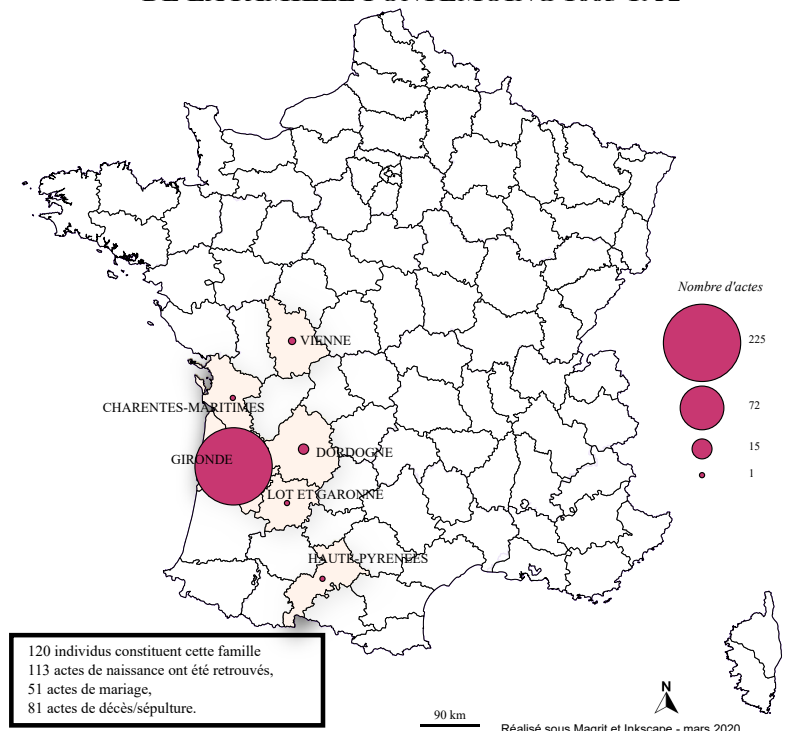 Nombre d'actes
225
72
15
1
VIENNE
CHARENTES-MARITIMES
GIRONDE
DORDOGNE
LOT ET GARONNE
HAUTE-PYRENEES
120 individus constituent cette famille
113 actes de naissance ont été retrouvés,
51 actes de mariage,
81 actes de décès/sépulture.
90 km
N
Réalisé sous Magrit et Inkscape - mars 2020